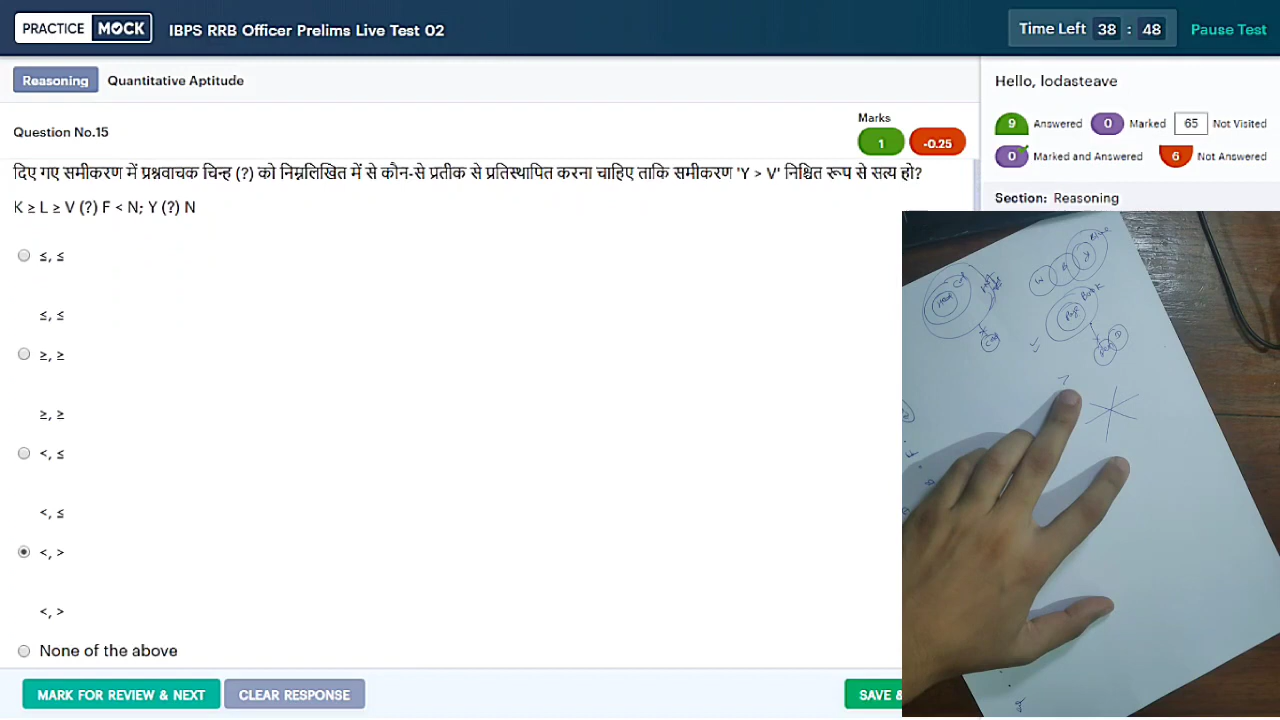 PRACTICE MOCK IBPS RRB Officer Prelims Live Test 02 Time Left 38 : 48 Pause Test
Reasoning Quantitative Aptitude
Hello, lodasteave
Question No.15
Marks
1 -0.25
9 Answered 0 Marked 65 Not Visited
0 Marked and Answered 6 Not Answered
Section: Reasoning
दिए गए समीकरण में प्रश्नवाचक चिन्ह (?) को निम्नलिखित में से कौन-से प्रतीक से प्रतिस्थापित करना चाहिए ताकि समीकरण 'Y > V' निश्चित रूप से सत्य हो?
K ≥ L ≥ V (?) F < N; Y (?) N
≤, ≤
≤, ≤
≥, ≥
≥, ≥
<, ≤
<, ≤
<, >
<, >
None of the above
MARK FOR REVIEW & NEXT CLEAR RESPONSE SAVE &
Book
Page